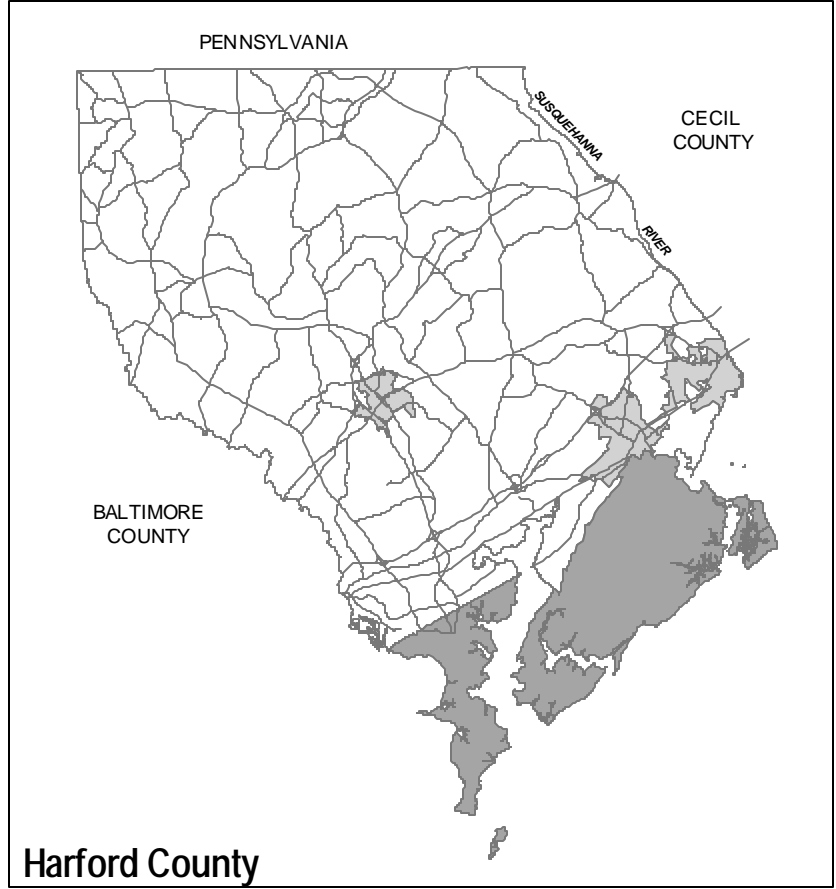 PENNSYLVANIA
SUSQUEHANNA
CECIL
COUNTY
RIVER
BALTIMORE
COUNTY
Harford County